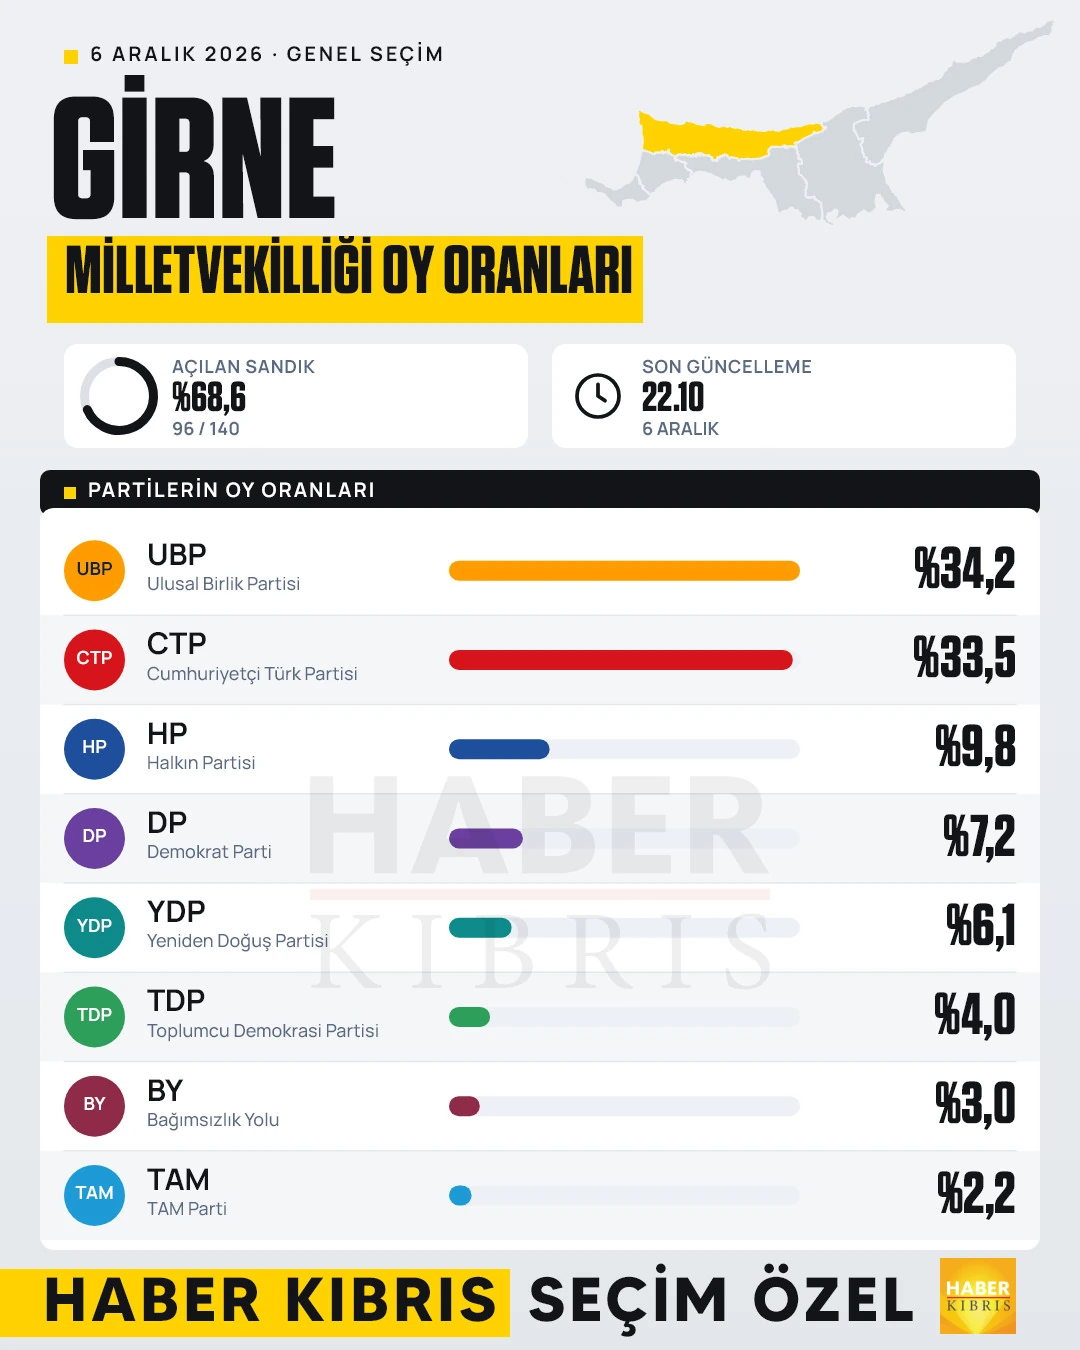 6 ARALIK 2026 · GENEL SEÇİM
GİRNE
MİLLETVEKİLLİĞİ OY ORANLARI
AÇILAN SANDIK
%68,6
96 / 140
SON GÜNCELLEME
22.10
6 ARALIK
PARTİLERİN OY ORANLARI
UBP
UBP
Ulusal Birlik Partisi
%34,2
CTP
CTP
Cumhuriyetçi Türk Partisi
%33,5
HP
HP
Halkın Partisi
%9,8
DP
DP
Demokrat Parti
%7,2
YDP
YDP
Yeniden Doğuş Partisi
%6,1
TDP
TDP
Toplumcu Demokrasi Partisi
%4,0
BY
BY
Bağımsızlık Yolu
%3,0
TAM
TAM
TAM Parti
%2,2
HABER
KIBRIS
HABER KIBRIS SEÇİM ÖZEL
HABER
KIBRIS